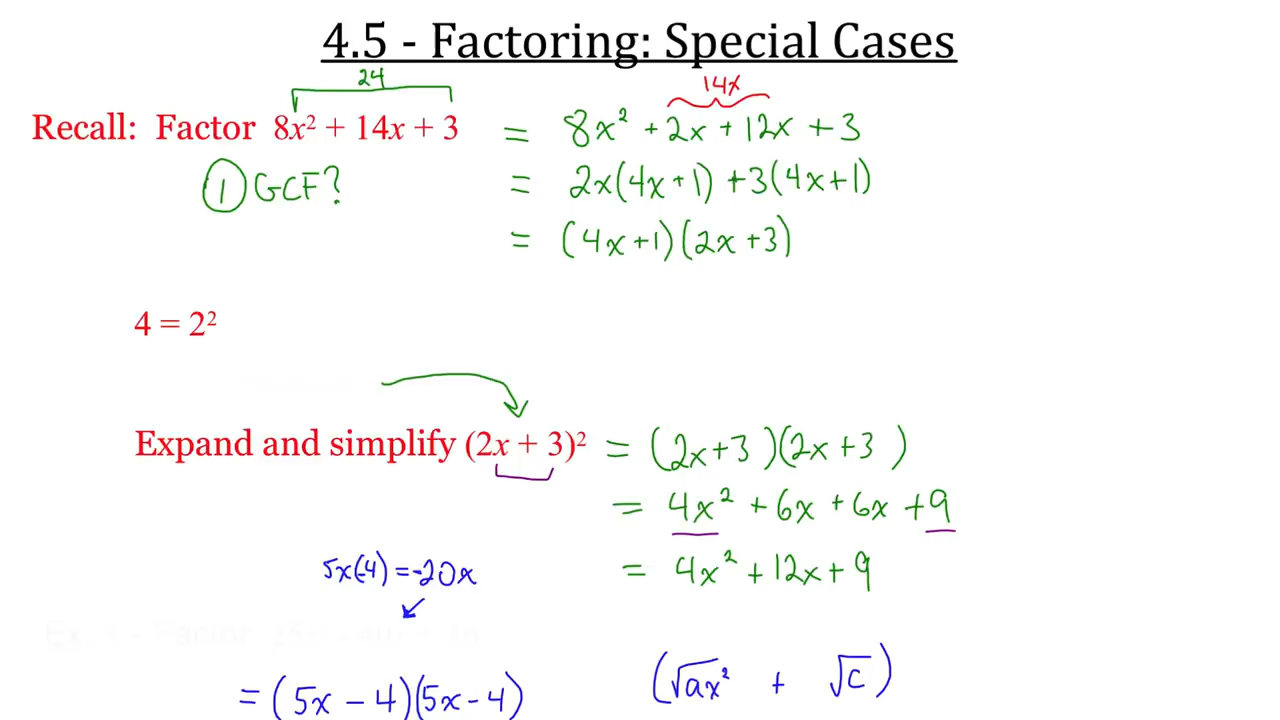 4.5 - Factoring: Special Cases
24
14x
Recall: Factor 8x² + 14x + 3 = 8x² + 2x + 12x + 3
① GCF? = 2x(4x+1) + 3(4x+1)
= (4x+1)(2x+3)
4 = 2²
Expand and simplify (2x + 3)² = (2x+3)(2x+3)
= 4x² + 6x + 6x + 9
5x(-4) = -20x = 4x² + 12x + 9
= (5x - 4)(5x - 4) (√ax² + √c)